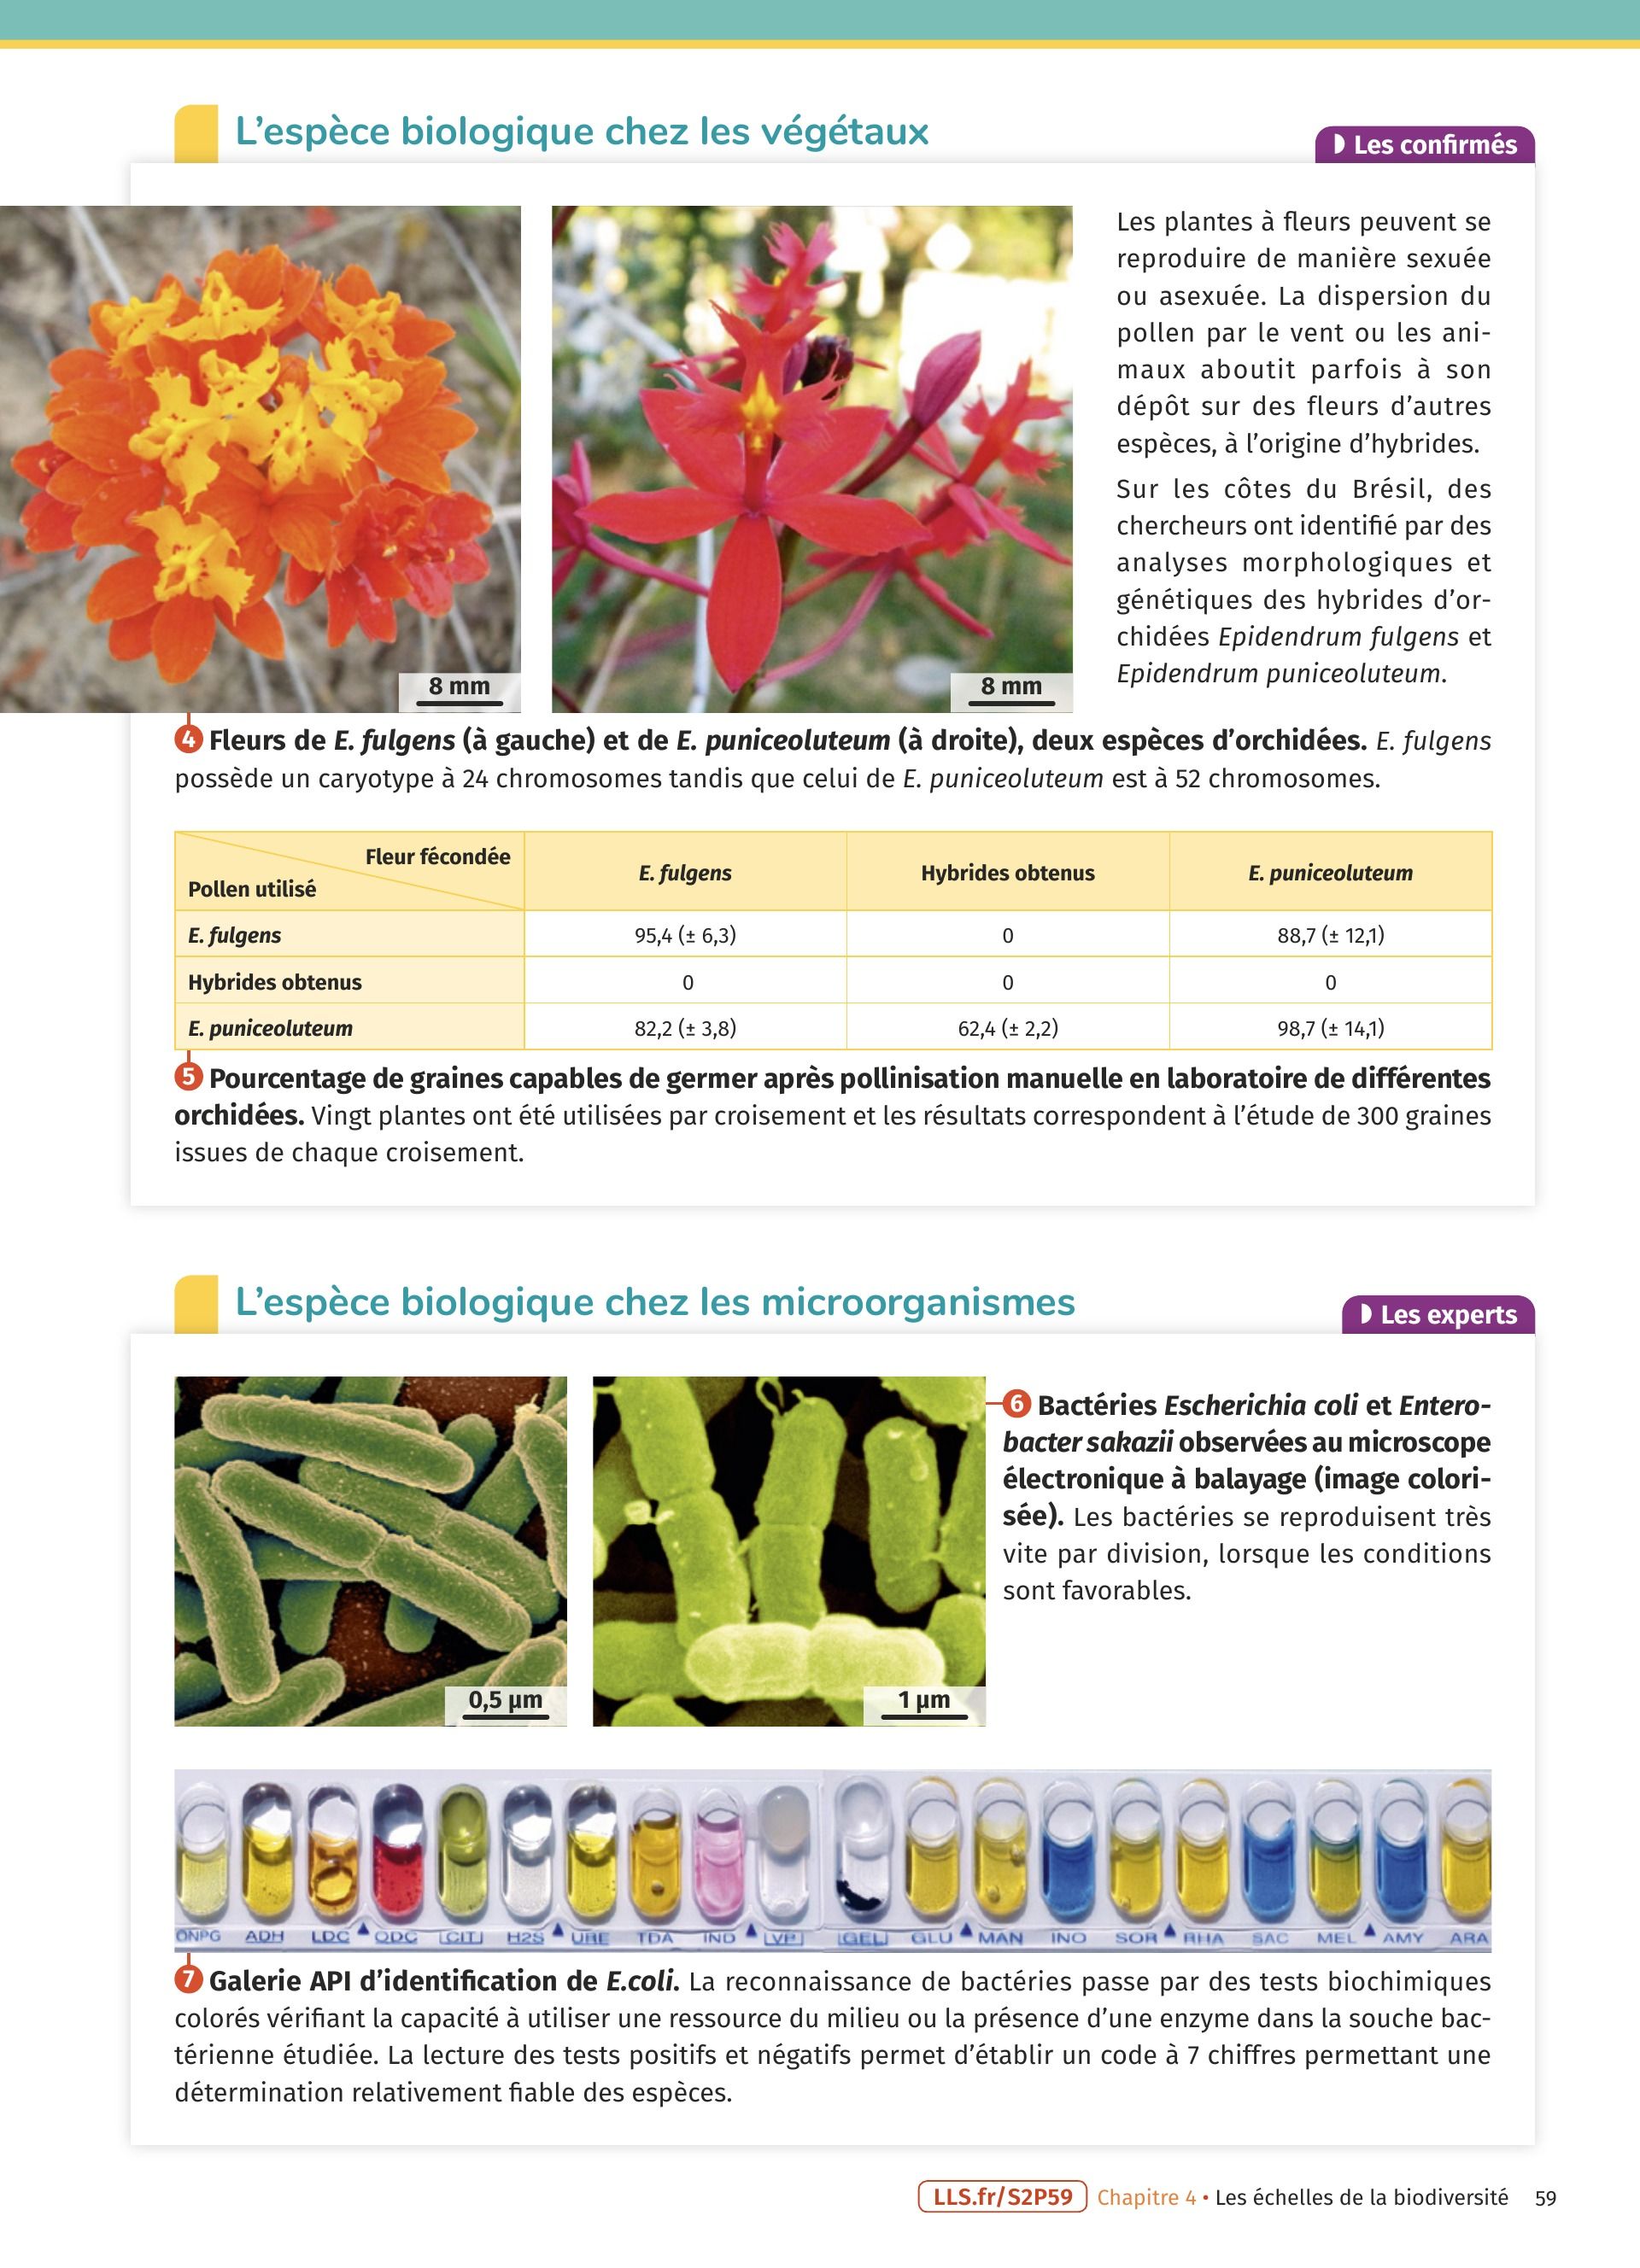 L’espèce biologique chez les végétaux
Les confirmés
Les plantes à fleurs peuvent se
reproduire de manière sexuée
ou asexuée. La dispersion du
pollen par le vent ou les ani-
maux aboutit parfois à son
dépôt sur des fleurs d’autres
espèces, à l’origine d’hybrides.
Sur les côtes du Brésil, des
chercheurs ont identifié par des
analyses morphologiques et
génétiques des hybrides d’or-
chidées Epidendrum fulgens et
Epidendrum puniceoluteum.
8 mm
8 mm
4 Fleurs de E. fulgens (à gauche) et de E. puniceoluteum (à droite), deux espèces d’orchidées. E. fulgens
possède un caryotype à 24 chromosomes tandis que celui de E. puniceoluteum est à 52 chromosomes.
Fleur fécondée
Pollen utilisé
E. fulgens Hybrides obtenus E. puniceoluteum
E. fulgens 95,4 (± 6,3) 0 88,7 (± 12,1)
Hybrides obtenus 0 0 0
E. puniceoluteum 82,2 (± 3,8) 62,4 (± 2,2) 98,7 (± 14,1)
5 Pourcentage de graines capables de germer après pollinisation manuelle en laboratoire de différentes
orchidées. Vingt plantes ont été utilisées par croisement et les résultats correspondent à l’étude de 300 graines
issues de chaque croisement.
L’espèce biologique chez les microorganismes
Les experts
6 Bactéries Escherichia coli et Entero-
bacter sakazii observées au microscope
électronique à balayage (image colori-
sée). Les bactéries se reproduisent très
vite par division, lorsque les conditions
sont favorables.
0,5 µm
1 µm
ONPG ADH LDC ODC CIT H2S URE TDA IND VP GEL GLU MAN INO SOR RHA SAC MEL AMY ARA
7 Galerie API d’identification de E.coli. La reconnaissance de bactéries passe par des tests biochimiques
colorés vérifiant la capacité à utiliser une ressource du milieu ou la présence d’une enzyme dans la souche bac-
térienne étudiée. La lecture des tests positifs et négatifs permet d’établir un code à 7 chiffres permettant une
détermination relativement fiable des espèces.
LLS.fr/S2P59 Chapitre 4 • Les échelles de la biodiversité 59